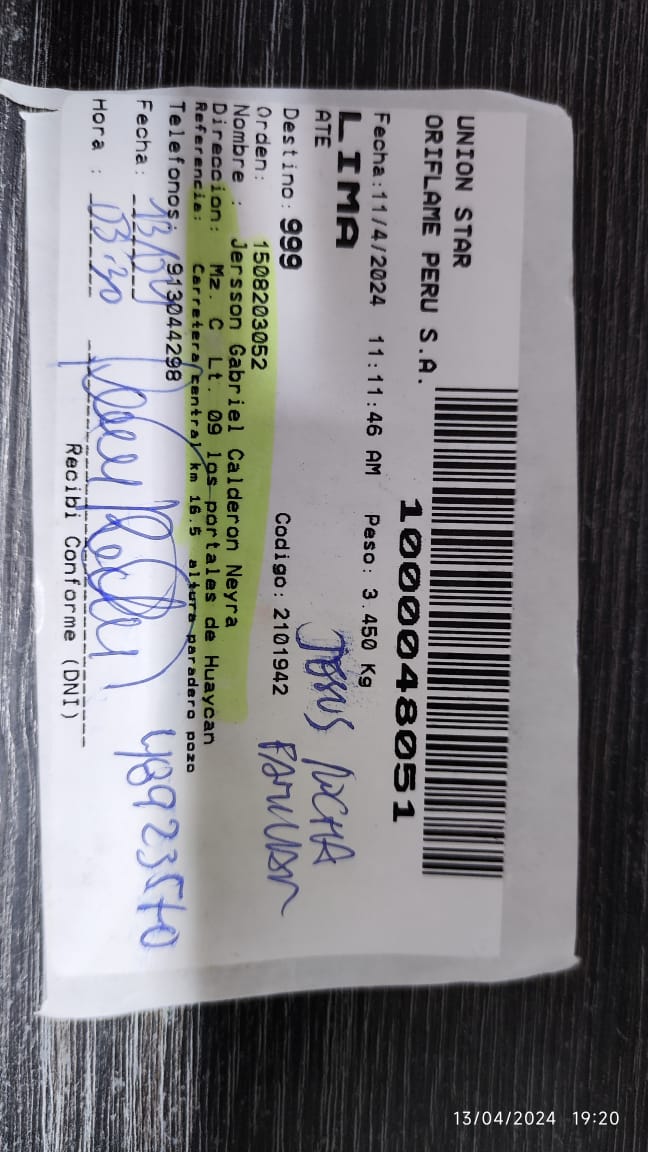 UNION STAR
ORIFLAME PERU S.A.
1000048051
Fecha:11/4/2024 11:11:46 AM Peso: 3.450 Kg
LIMA
ATE
JESUS ROCHA
FAMILIAR
Destino: 999 Codigo: 2101942
Orden: 1508203052
Nombre : Jersson Gabriel Calderon Neyra
Direccion: Mz. C Lt. 09 los portales de Huaycan
Referencia: Carretera central km 16.5 altura paradero pozo
Telefonos: 913044298
Fecha: 13/04
Hora : 03:30
Recibi Conforme (DNI)
13/04/2024 19:20